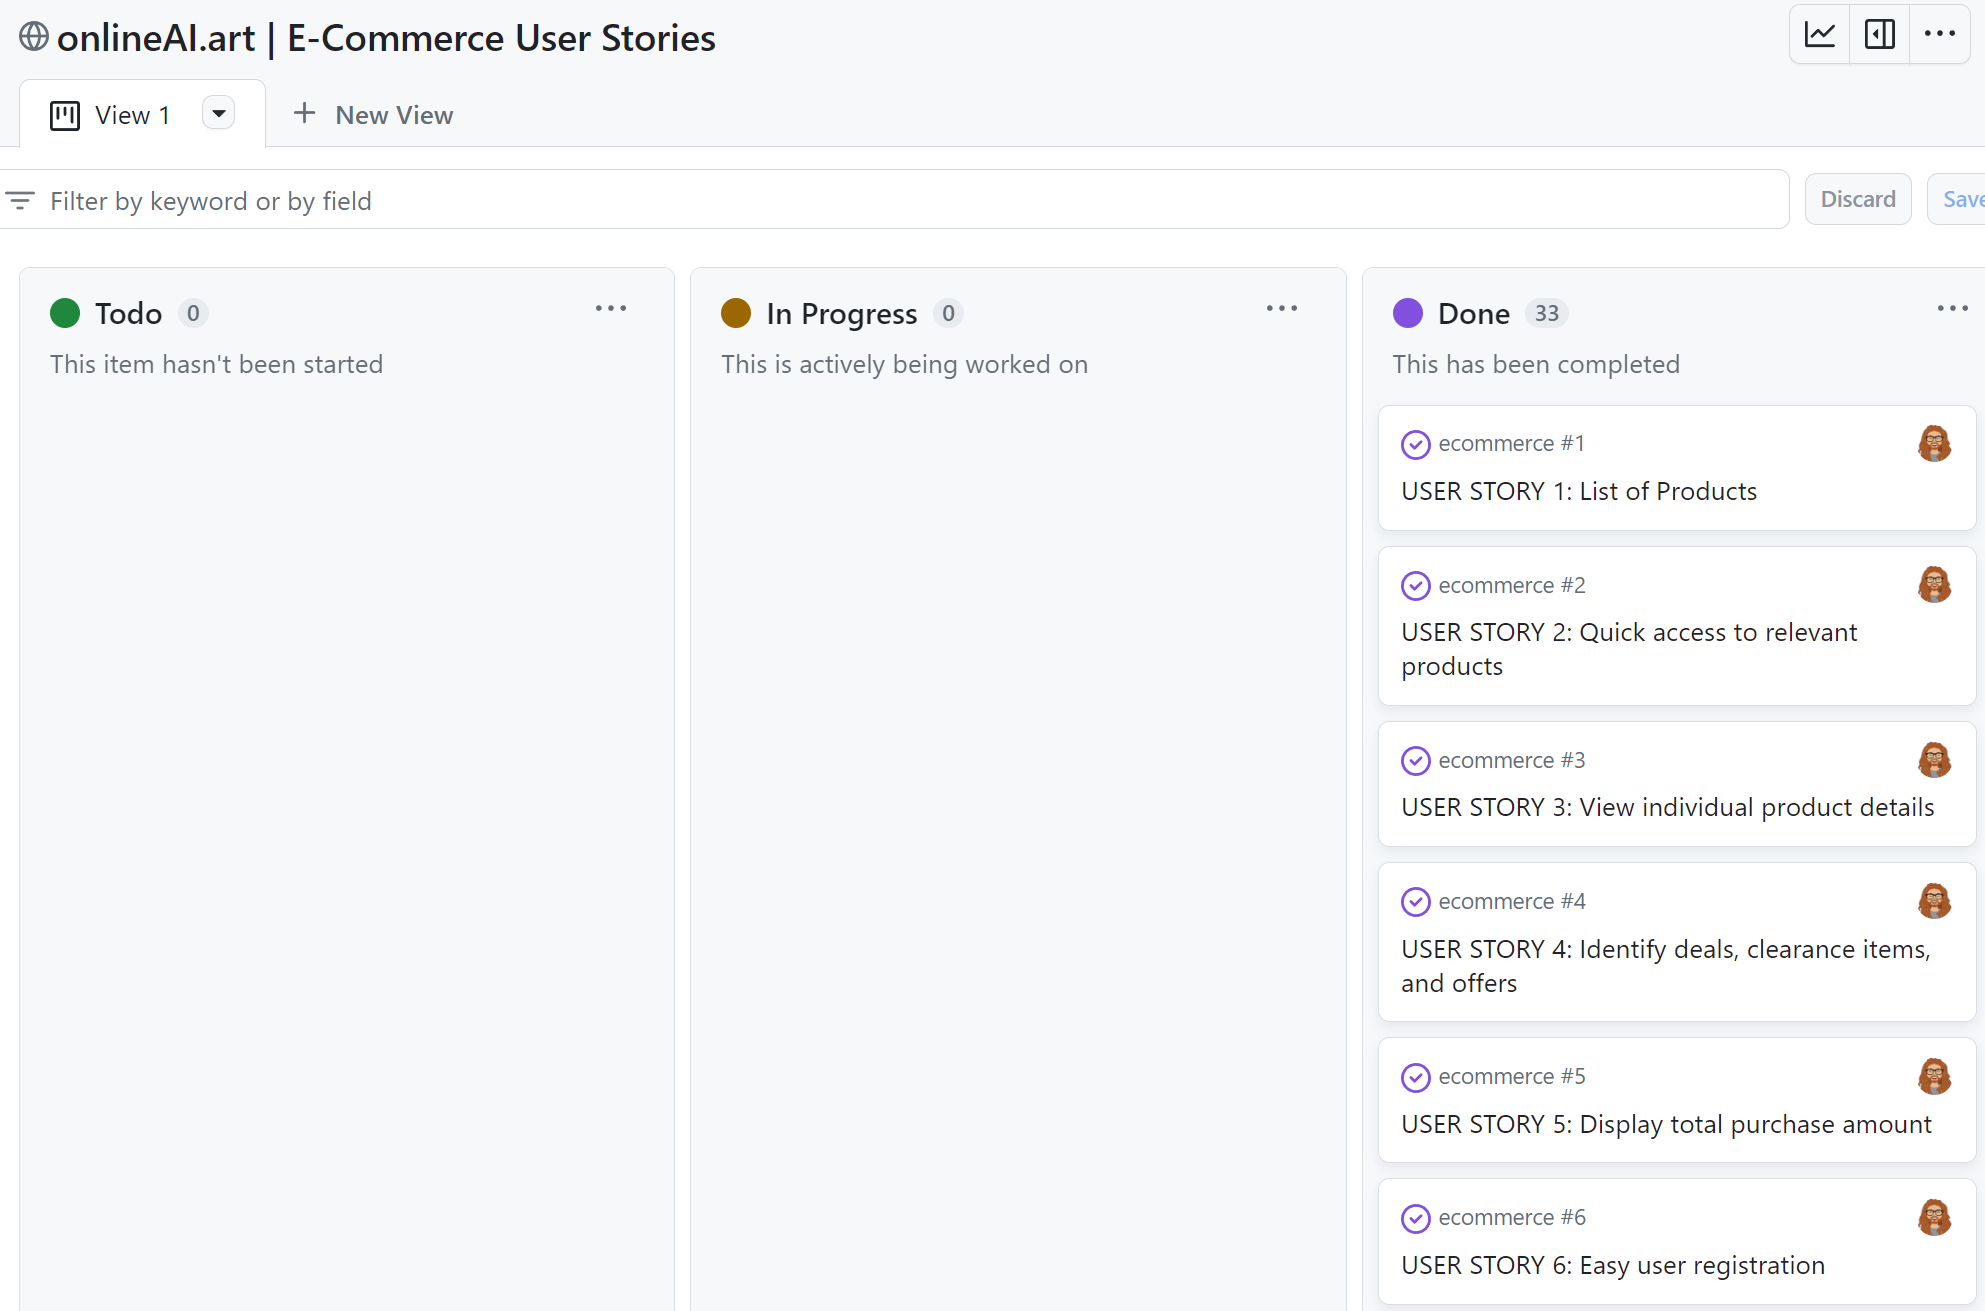 onlineAI.art | E-Commerce User Stories
View 1
New View
Filter by keyword or by field
Discard
Save
Todo 0
This item hasn't been started
In Progress 0
This is actively being worked on
Done 33
This has been completed
ecommerce #1
USER STORY 1: List of Products
ecommerce #2
USER STORY 2: Quick access to relevant
products
ecommerce #3
USER STORY 3: View individual product details
ecommerce #4
USER STORY 4: Identify deals, clearance items,
and offers
ecommerce #5
USER STORY 5: Display total purchase amount
ecommerce #6
USER STORY 6: Easy user registration